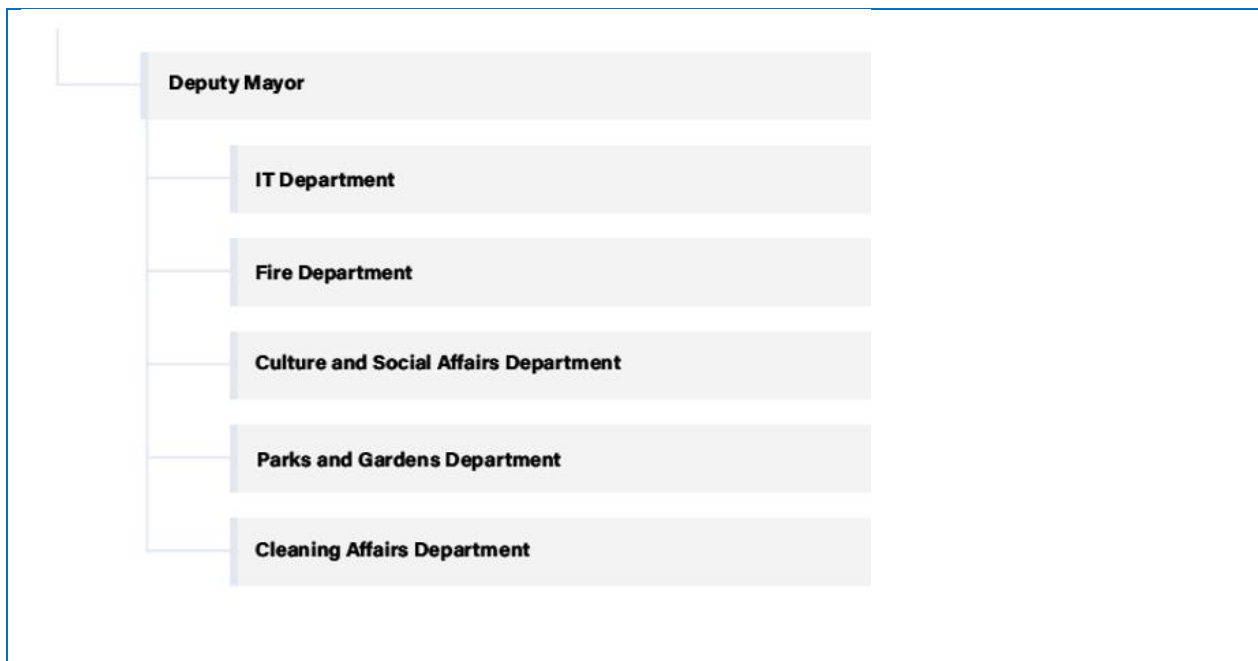 Deputy Mayor
IT Department
Fire Department
Culture and Social Affairs Department
Parks and Gardens Department
Cleaning Affairs Department